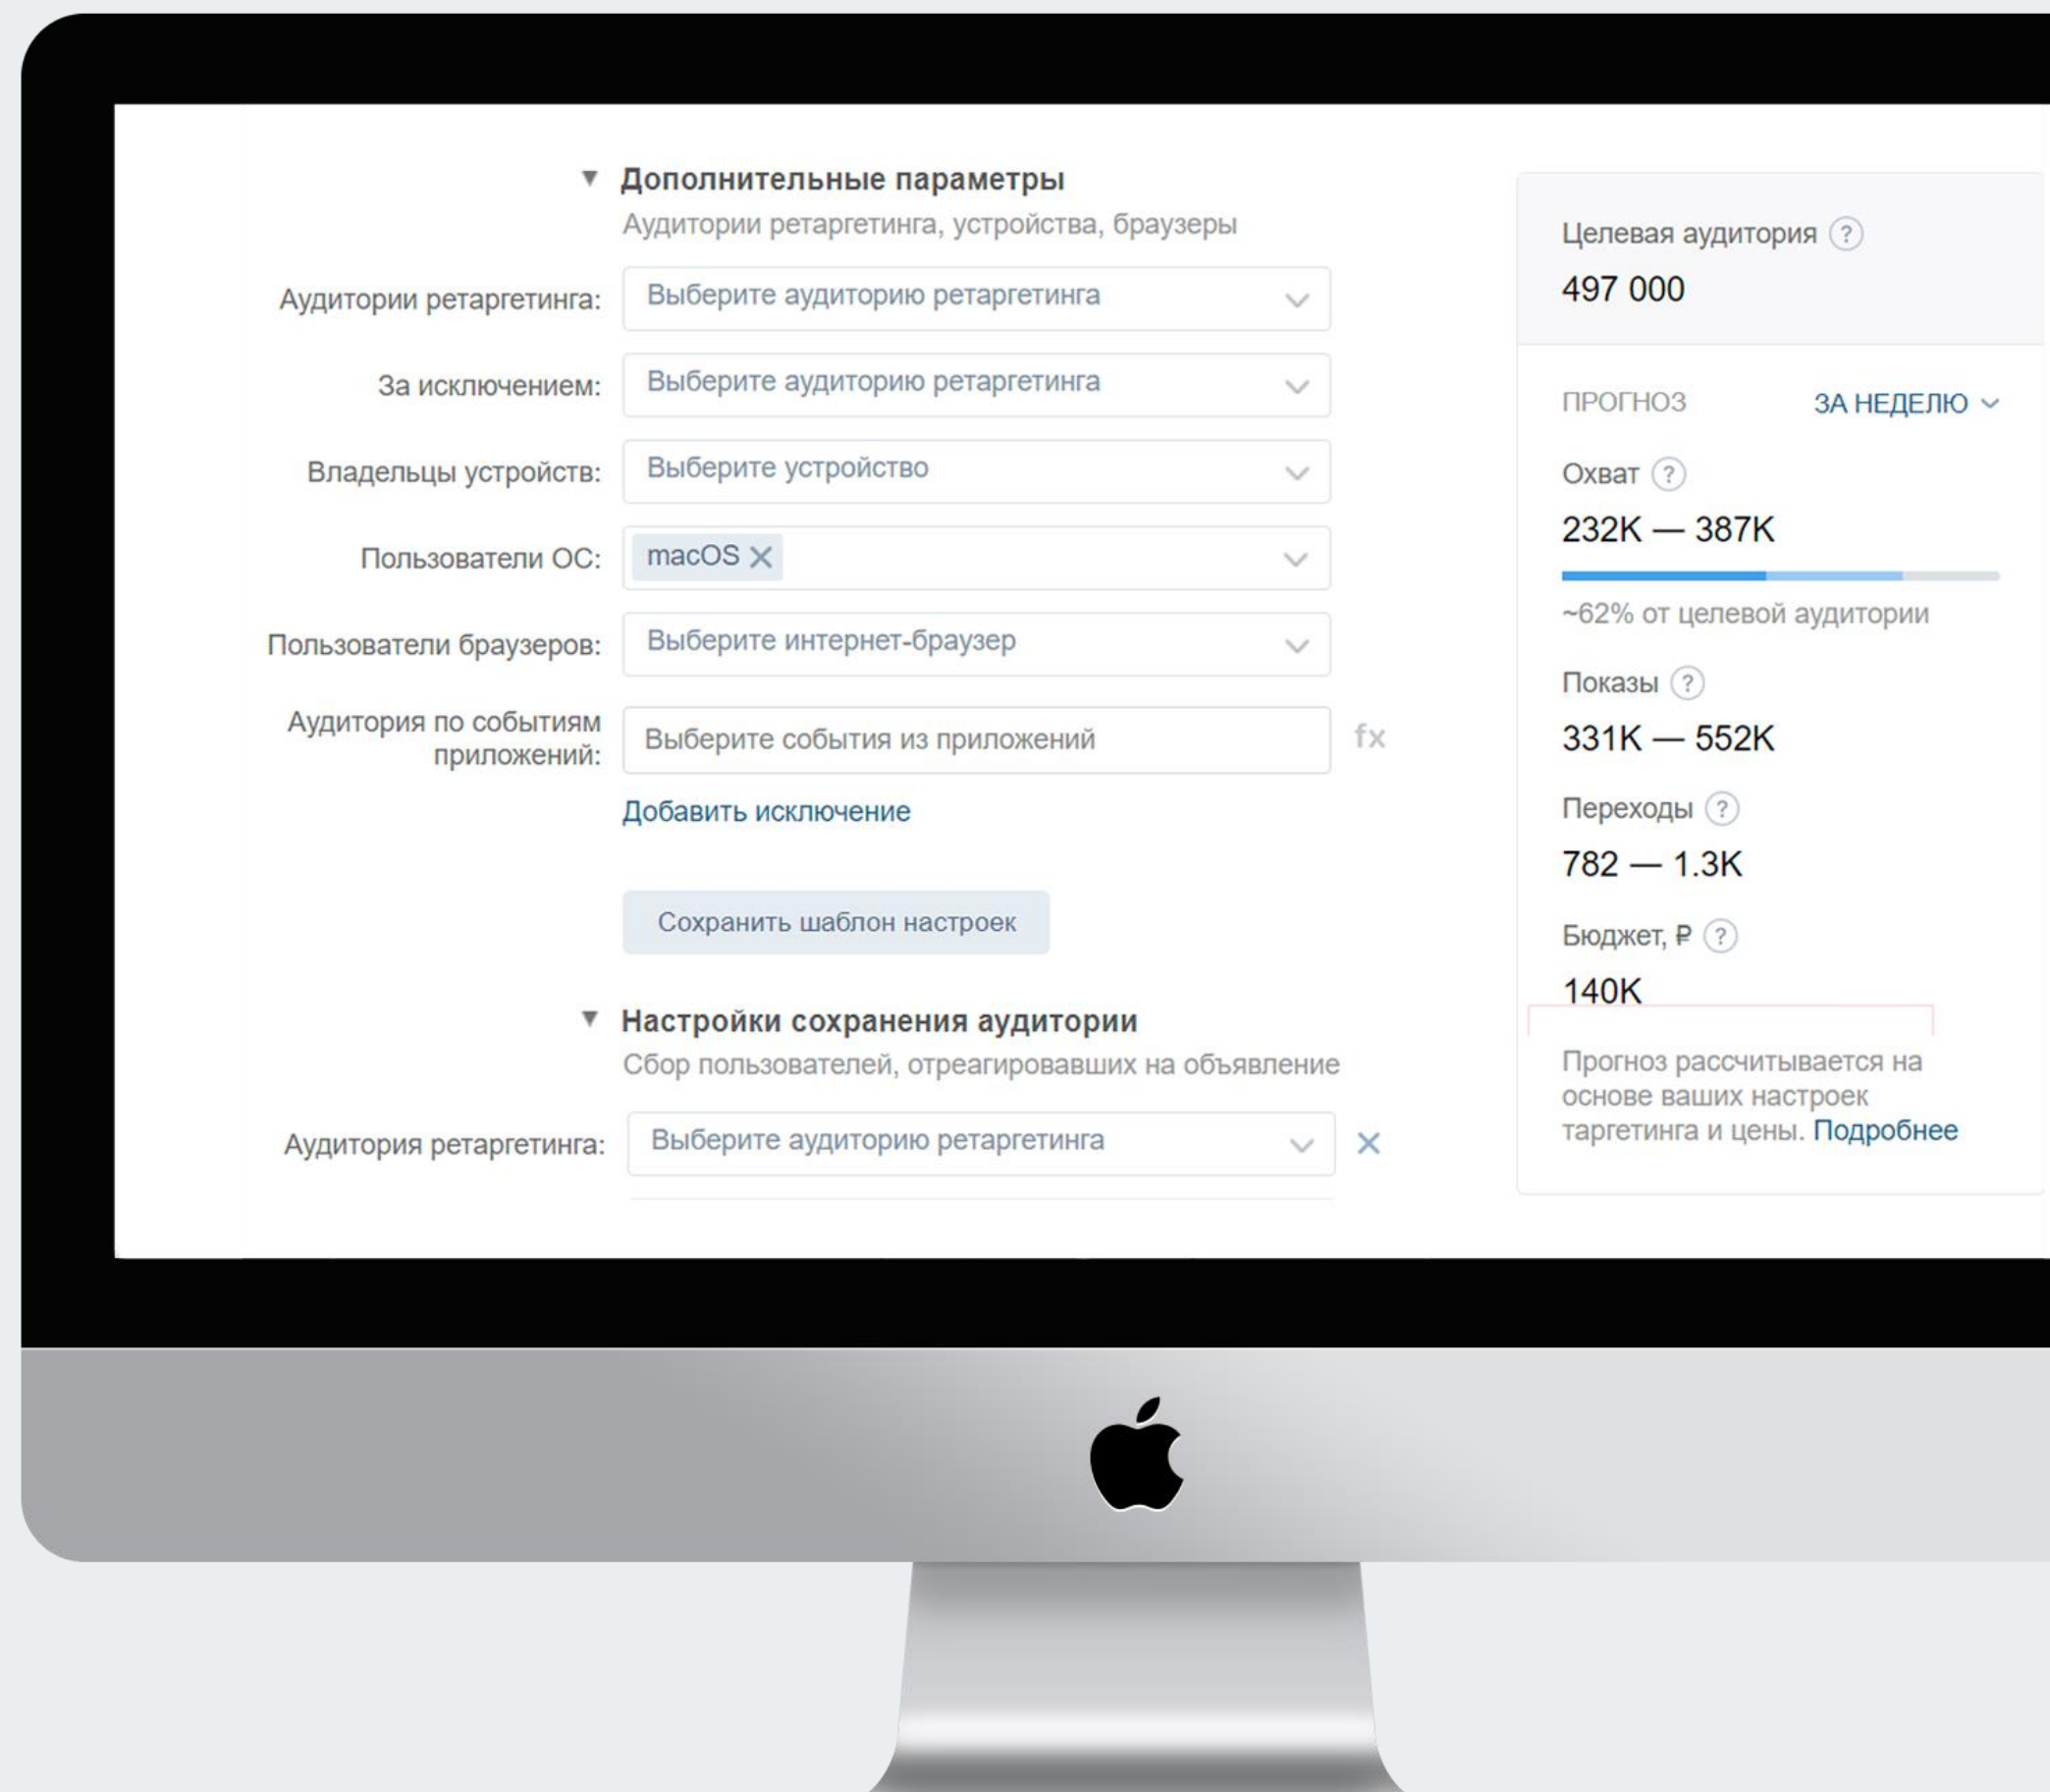 ▼ Дополнительные параметры
Аудитории ретаргетинга, устройства, браузеры
Аудитории ретаргетинга: Выберите аудиторию ретаргетинга
За исключением: Выберите аудиторию ретаргетинга
Владельцы устройств: Выберите устройство
Пользователи ОС: macOS ✕
Пользователи браузеров: Выберите интернет-браузер
Аудитория по событиям
приложений:
Выберите события из приложений fx
Добавить исключение
Сохранить шаблон настроек
▼ Настройки сохранения аудитории
Сбор пользователей, отреагировавших на объявление
Аудитория ретаргетинга: Выберите аудиторию ретаргетинга ✕
Целевая аудитория ?
497 000
ПРОГНОЗ ЗА НЕДЕЛЮ
Охват ?
232K — 387K
~62% от целевой аудитории
Показы ?
331K — 552K
Переходы ?
782 — 1.3K
Бюджет, ₽ ?
140K
Прогноз рассчитывается на
основе ваших настроек
таргетинга и цены. Подробнее